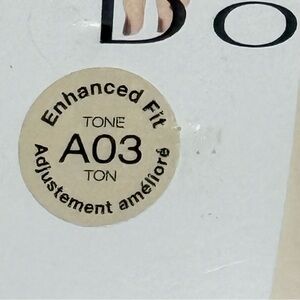 DO
Enhanced Fit
TONE
A03
TON
Adjustement amélioré